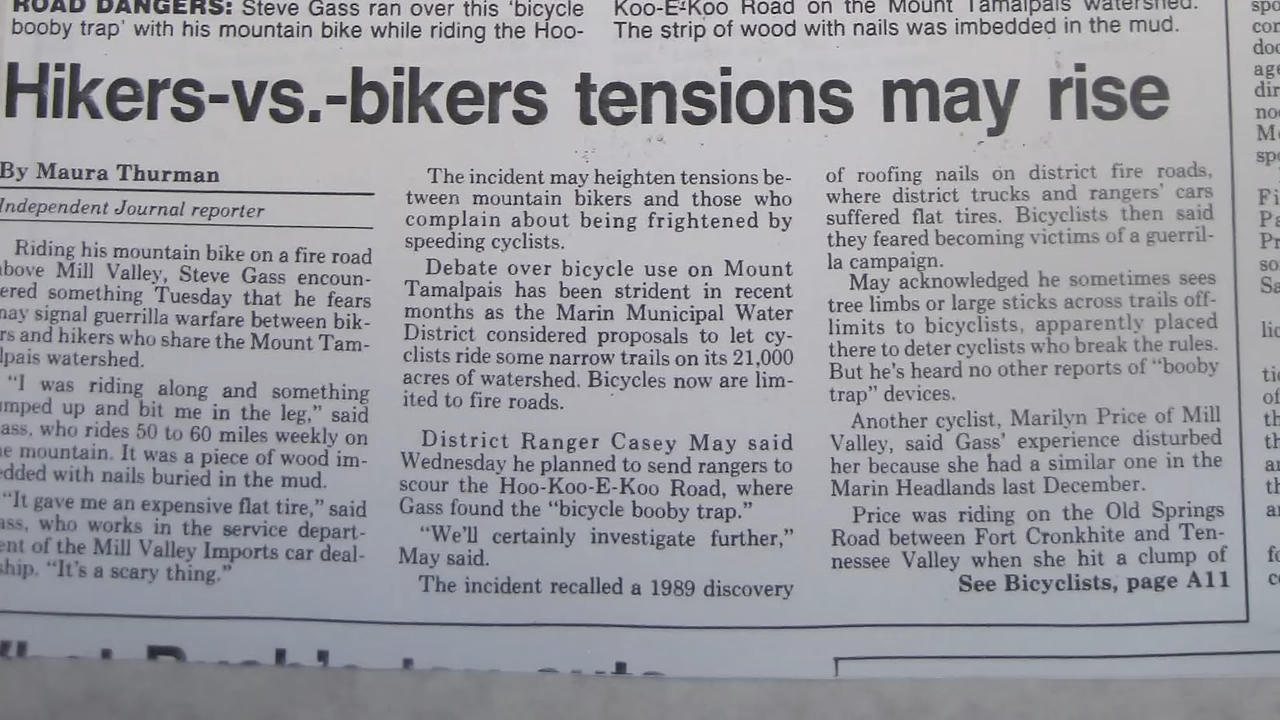 ROAD DANGERS: Steve Gass ran over this 'bicycle
booby trap' with his mountain bike while riding the Hoo-
Koo-E-Koo Road on the Mount Tamalpais watershed.
The strip of wood with nails was imbedded in the mud.
Hikers-vs.-bikers tensions may rise
By Maura Thurman
Independent Journal reporter
Riding his mountain bike on a fire road
above Mill Valley, Steve Gass encoun-
ered something Tuesday that he fears
may signal guerrilla warfare between bik-
rs and hikers who share the Mount Tam-
lpais watershed.
"I was riding along and something
umped up and bit me in the leg," said
ass, who rides 50 to 60 miles weekly on
he mountain. It was a piece of wood im-
edded with nails buried in the mud.
"It gave me an expensive flat tire," said
ass, who works in the service depart-
ent of the Mill Valley Imports car deal-
ship. "It's a scary thing."
The incident may heighten tensions be-
tween mountain bikers and those who
complain about being frightened by
speeding cyclists.
Debate over bicycle use on Mount
Tamalpais has been strident in recent
months as the Marin Municipal Water
District considered proposals to let cy-
clists ride some narrow trails on its 21,000
acres of watershed. Bicycles now are lim-
ited to fire roads.
District Ranger Casey May said
Wednesday he planned to send rangers to
scour the Hoo-Koo-E-Koo Road, where
Gass found the "bicycle booby trap."
"We'll certainly investigate further,"
May said.
The incident recalled a 1989 discovery
of roofing nails on district fire roads,
where district trucks and rangers' cars
suffered flat tires. Bicyclists then said
they feared becoming victims of a guerril-
la campaign.
May acknowledged he sometimes sees
tree limbs or large sticks across trails off-
limits to bicyclists, apparently placed
there to deter cyclists who break the rules.
But he's heard no other reports of "booby
trap" devices.
Another cyclist, Marilyn Price of Mill
Valley, said Gass' experience disturbed
her because she had a similar one in the
Marin Headlands last December.
Price was riding on the Old Springs
Road between Fort Cronkhite and Ten-
nessee Valley when she hit a clump of
See Bicyclists, page A11